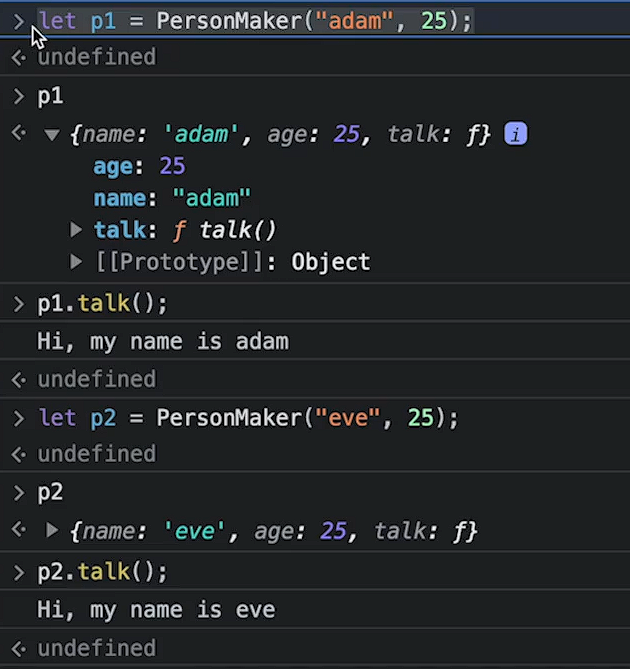 > let p1 = PersonMaker("adam", 25);
<· undefined
> p1
<· ▼ {name: 'adam', age: 25, talk: ƒ} i
age: 25
name: "adam"
▶ talk: ƒ talk()
▶ [[Prototype]]: Object
> p1.talk();
Hi, my name is adam
<· undefined
> let p2 = PersonMaker("eve", 25);
<· undefined
> p2
<· ▶ {name: 'eve', age: 25, talk: ƒ}
> p2.talk();
Hi, my name is eve
<· undefined